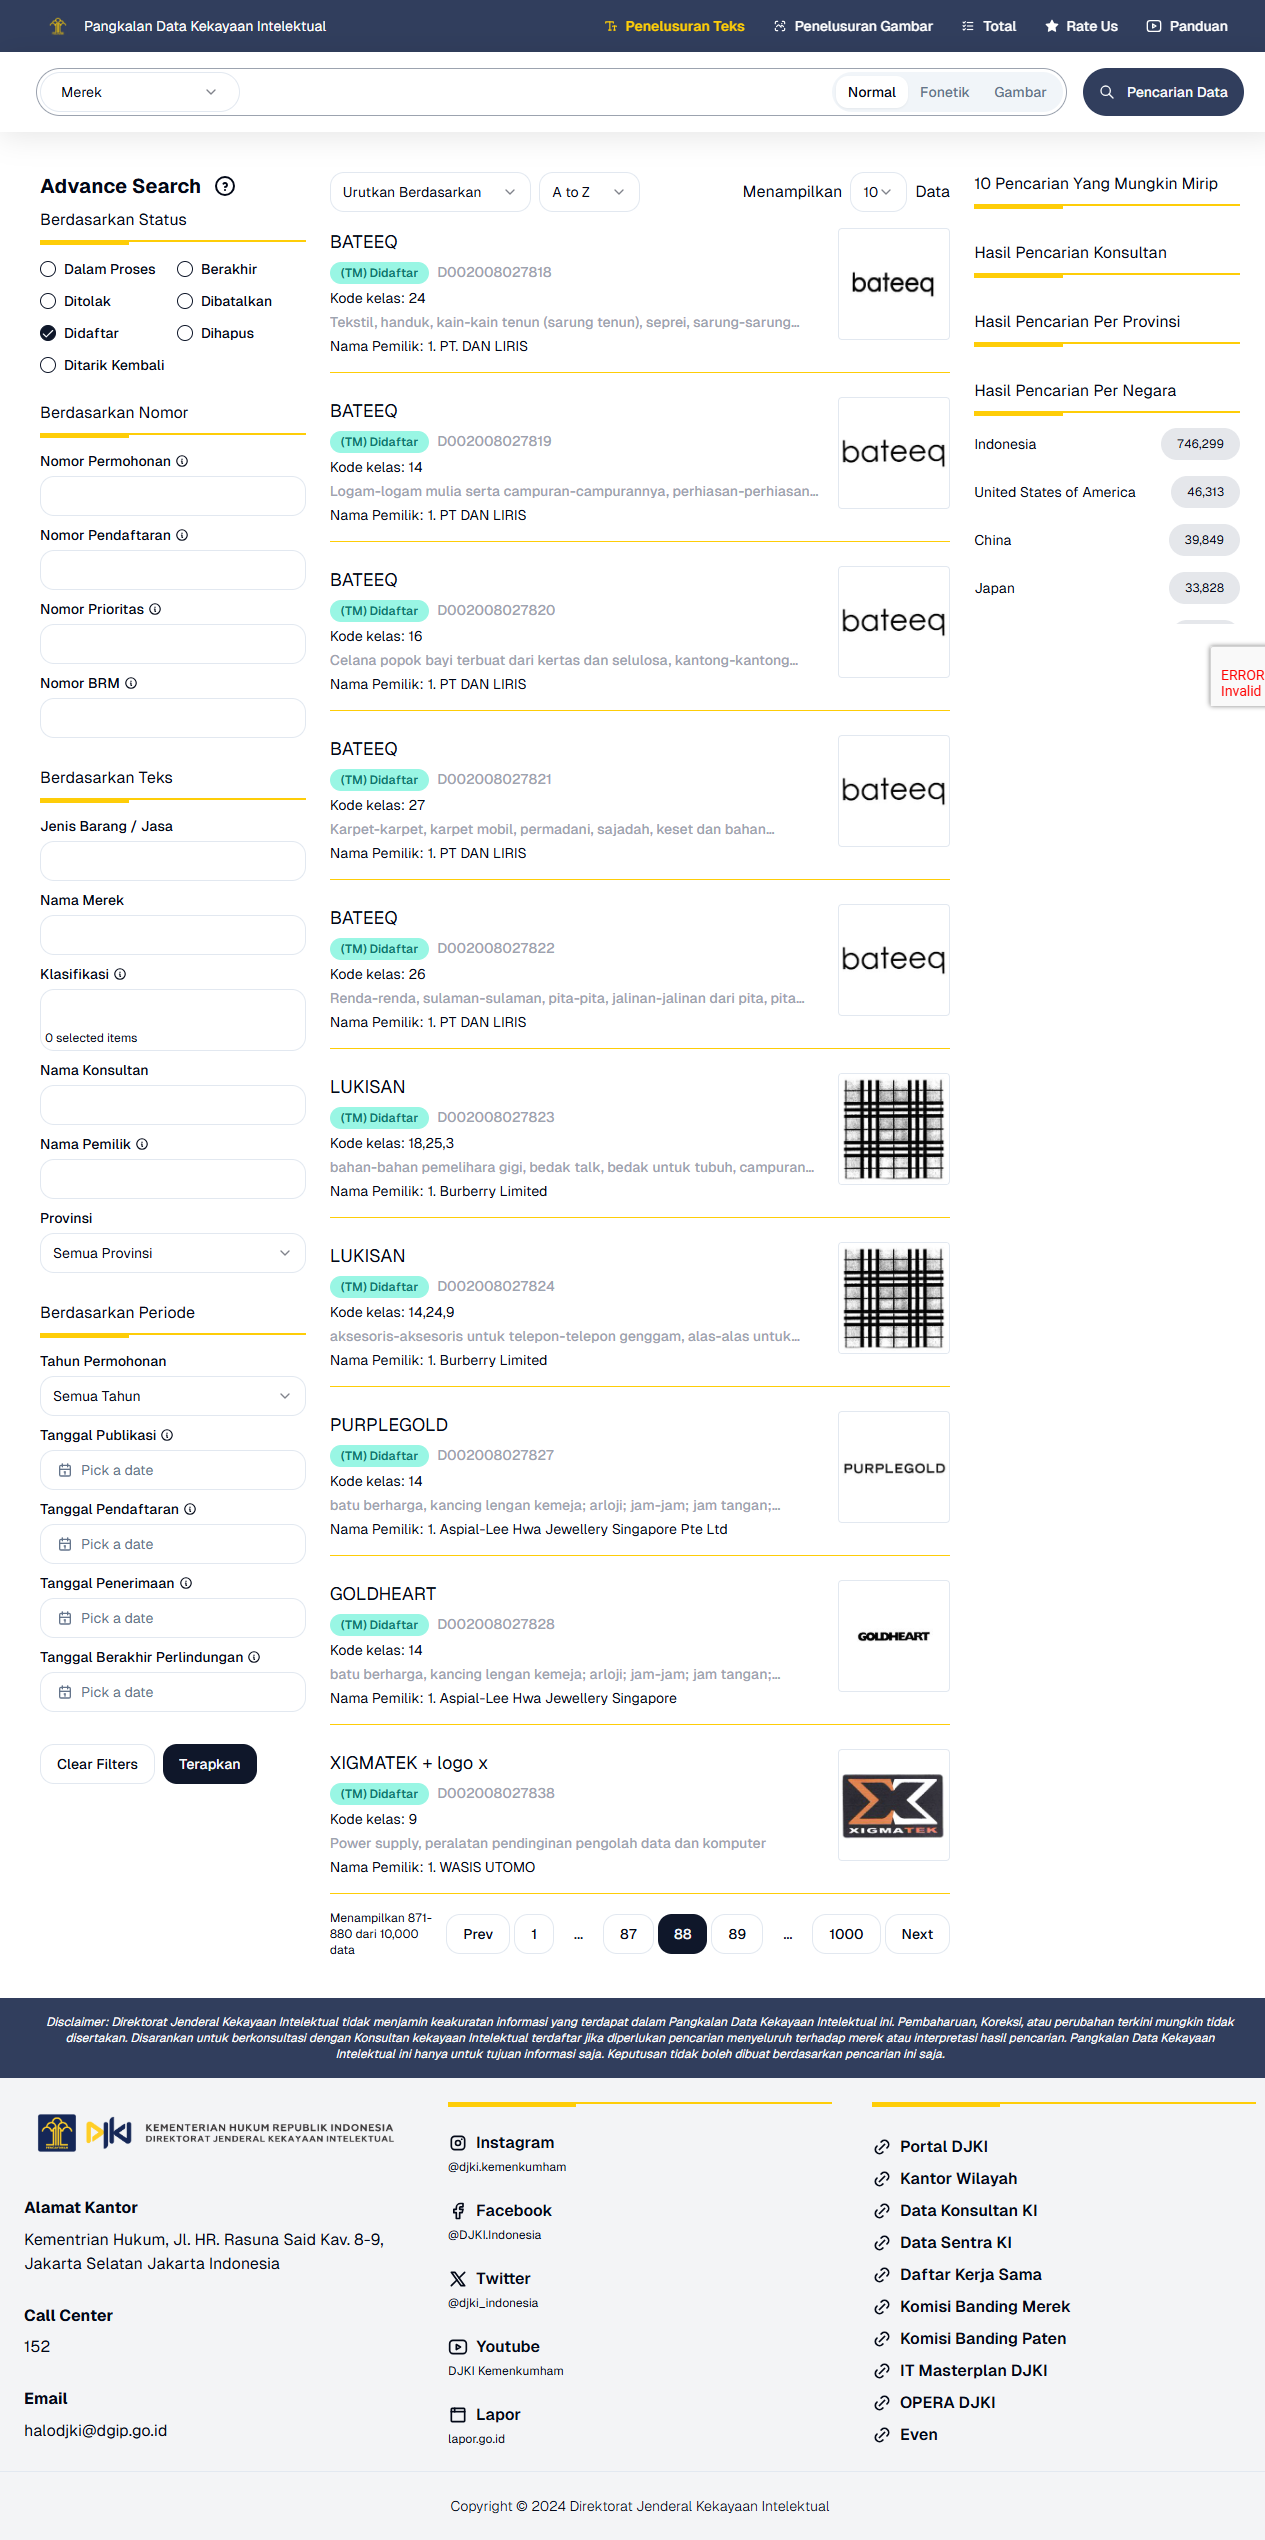 Pangkalan Data Kekayaan Intelektual
Penelusuran Teks
Penelusuran Gambar
Total
Rate Us
Panduan
Merek
Normal
Fonetik
Gambar
Pencarian Data
Advance Search
Berdasarkan Status
Dalam Proses
Berakhir
Ditolak
Dibatalkan
Didaftar
Dihapus
Ditarik Kembali
Berdasarkan Nomor
Nomor Permohonan
Nomor Pendaftaran
Nomor Prioritas
Nomor BRM
Berdasarkan Teks
Jenis Barang / Jasa
Nama Merek
Klasifikasi
0 selected items
Nama Konsultan
Nama Pemilik
Provinsi
Semua Provinsi
Berdasarkan Periode
Tahun Permohonan
Semua Tahun
Tanggal Publikasi
Pick a date
Tanggal Pendaftaran
Pick a date
Tanggal Penerimaan
Pick a date
Tanggal Berakhir Perlindungan
Pick a date
Clear Filters
Terapkan
Urutkan Berdasarkan
A to Z
Menampilkan
10
Data
BATEEQ
(TM) Didaftar
D002008027818
Kode kelas: 24
Tekstil, handuk, kain-kain tenun (sarung tenun), seprei, sarung-sarung...
Nama Pemilik: 1. PT. DAN LIRIS
bateeq
BATEEQ
(TM) Didaftar
D002008027819
Kode kelas: 14
Logam-logam mulia serta campuran-campurannya, perhiasan-perhiasan...
Nama Pemilik: 1. PT DAN LIRIS
bateeq
BATEEQ
(TM) Didaftar
D002008027820
Kode kelas: 16
Celana popok bayi terbuat dari kertas dan selulosa, kantong-kantong...
Nama Pemilik: 1. PT DAN LIRIS
bateeq
BATEEQ
(TM) Didaftar
D002008027821
Kode kelas: 27
Karpet-karpet, karpet mobil, permadani, sajadah, keset dan bahan...
Nama Pemilik: 1. PT DAN LIRIS
bateeq
BATEEQ
(TM) Didaftar
D002008027822
Kode kelas: 26
Renda-renda, sulaman-sulaman, pita-pita, jalinan-jalinan dari pita, pita...
Nama Pemilik: 1. PT DAN LIRIS
bateeq
LUKISAN
(TM) Didaftar
D002008027823
Kode kelas: 18,25,3
bahan-bahan pemelihara gigi, bedak talk, bedak untuk tubuh, campuran...
Nama Pemilik: 1. Burberry Limited
LUKISAN
(TM) Didaftar
D002008027824
Kode kelas: 14,24,9
aksesoris-aksesoris untuk telepon-telepon genggam, alas-alas untuk...
Nama Pemilik: 1. Burberry Limited
PURPLEGOLD
(TM) Didaftar
D002008027827
Kode kelas: 14
batu berharga, kancing lengan kemeja; arloji; jam-jam; jam tangan;...
Nama Pemilik: 1. Aspial-Lee Hwa Jewellery Singapore Pte Ltd
PURPLEGOLD
GOLDHEART
(TM) Didaftar
D002008027828
Kode kelas: 14
batu berharga, kancing lengan kemeja; arloji; jam-jam; jam tangan;...
Nama Pemilik: 1. Aspial-Lee Hwa Jewellery Singapore
GOLDHEART
XIGMATEK + logo x
(TM) Didaftar
D002008027838
Kode kelas: 9
Power supply, peralatan pendinginan pengolah data dan komputer
Nama Pemilik: 1. WASIS UTOMO
XIGMATEK
Menampilkan 871-
880 dari 10,000
data
Prev
1
...
87
88
89
...
1000
Next
10 Pencarian Yang Mungkin Mirip
Hasil Pencarian Konsultan
Hasil Pencarian Per Provinsi
Hasil Pencarian Per Negara
Indonesia
746,299
United States of America
46,313
China
39,849
Japan
33,828
ERROR
Invalid
Disclaimer: Direktorat Jenderal Kekayaan Intelektual tidak menjamin keakuratan informasi yang terdapat dalam Pangkalan Data Kekayaan Intelektual ini. Pembaharuan, Koreksi, atau perubahan terkini mungkin tidak
disertakan. Disarankan untuk berkonsultasi dengan Konsultan kekayaan Intelektual terdaftar jika diperlukan pencarian menyeluruh terhadap merek atau interpretasi hasil pencarian. Pangkalan Data Kekayaan
Intelektual ini hanya untuk tujuan informasi saja. Keputusan tidak boleh dibuat berdasarkan pencarian ini saja.
KEMENTERIAN HUKUM REPUBLIK INDONESIA
DIREKTORAT JENDERAL KEKAYAAN INTELEKTUAL
Alamat Kantor
Kementrian Hukum, Jl. HR. Rasuna Said Kav. 8-9,
Jakarta Selatan Jakarta Indonesia
Call Center
152
Email
halodjki@dgip.go.id
Instagram
@djki.kemenkumham
Facebook
@DJKI.Indonesia
Twitter
@djki_indonesia
Youtube
DJKI Kemenkumham
Lapor
lapor.go.id
Portal DJKI
Kantor Wilayah
Data Konsultan KI
Data Sentra KI
Daftar Kerja Sama
Komisi Banding Merek
Komisi Banding Paten
IT Masterplan DJKI
OPERA DJKI
Even
Copyright © 2024 Direktorat Jenderal Kekayaan Intelektual